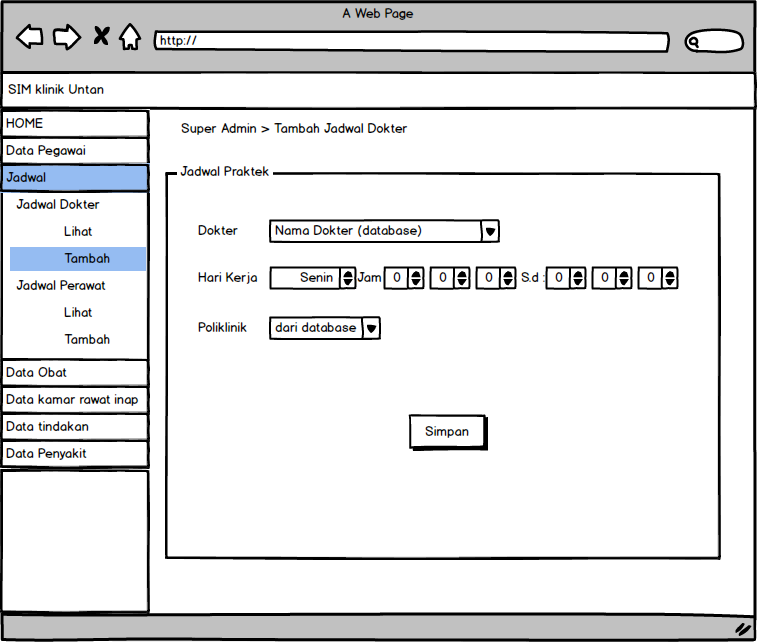 A Web Page
http://
SIM klinik Untan
HOME
Data Pegawai
Jadwal
Jadwal Dokter
Lihat
Tambah
Jadwal Perawat
Lihat
Tambah
Data Obat
Data kamar rawat inap
Data tindakan
Data Penyakit
Super Admin > Tambah Jadwal Dokter
Jadwal Praktek
Dokter Nama Dokter (database)
Hari Kerja Senin Jam 0 0 0 S.d : 0 0 0
Poliklinik dari database
Simpan